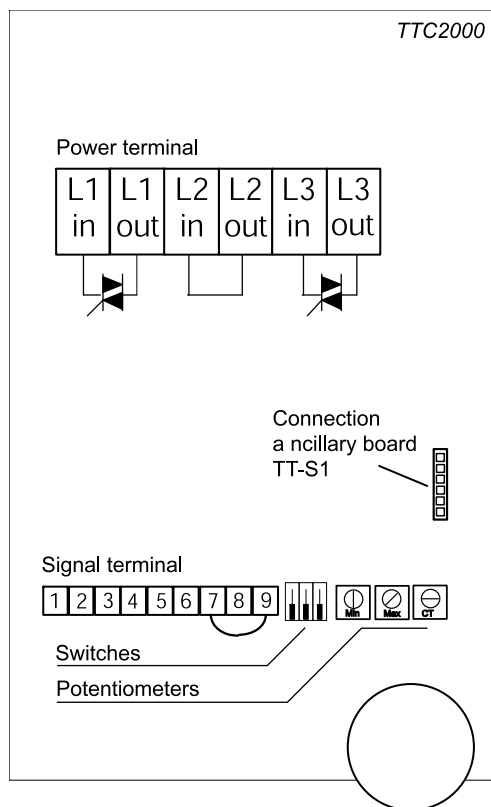 TTC2000
Power terminal
L1 in L1 out L2 in L2 out L3 in L3 out
Connection
a ncillary board
TT-S1
Signal terminal
1 2 3 4 5 6 7 8 9
Min Max CT
Switches
Potentiometers